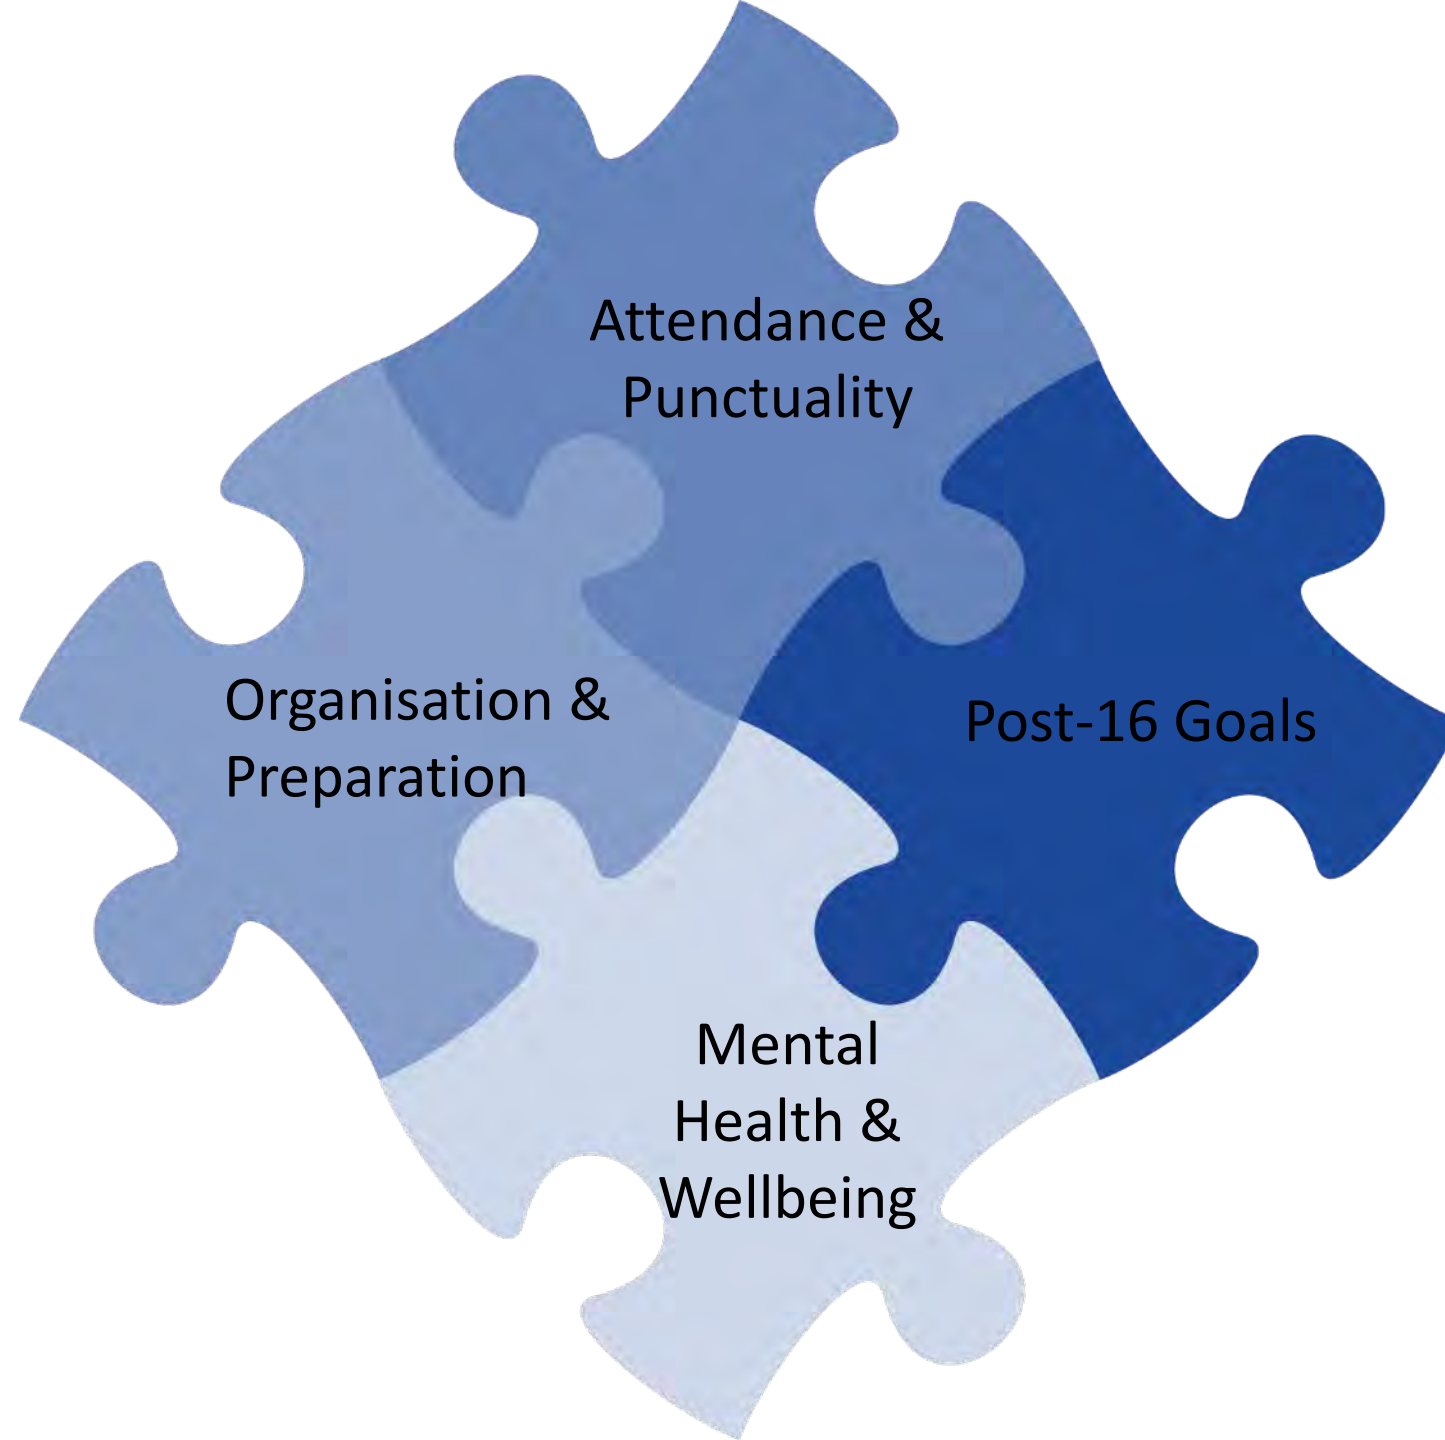 Attendance &
Punctuality
Organisation &
Preparation
Post-16 Goals
Mental
Health &
Wellbeing